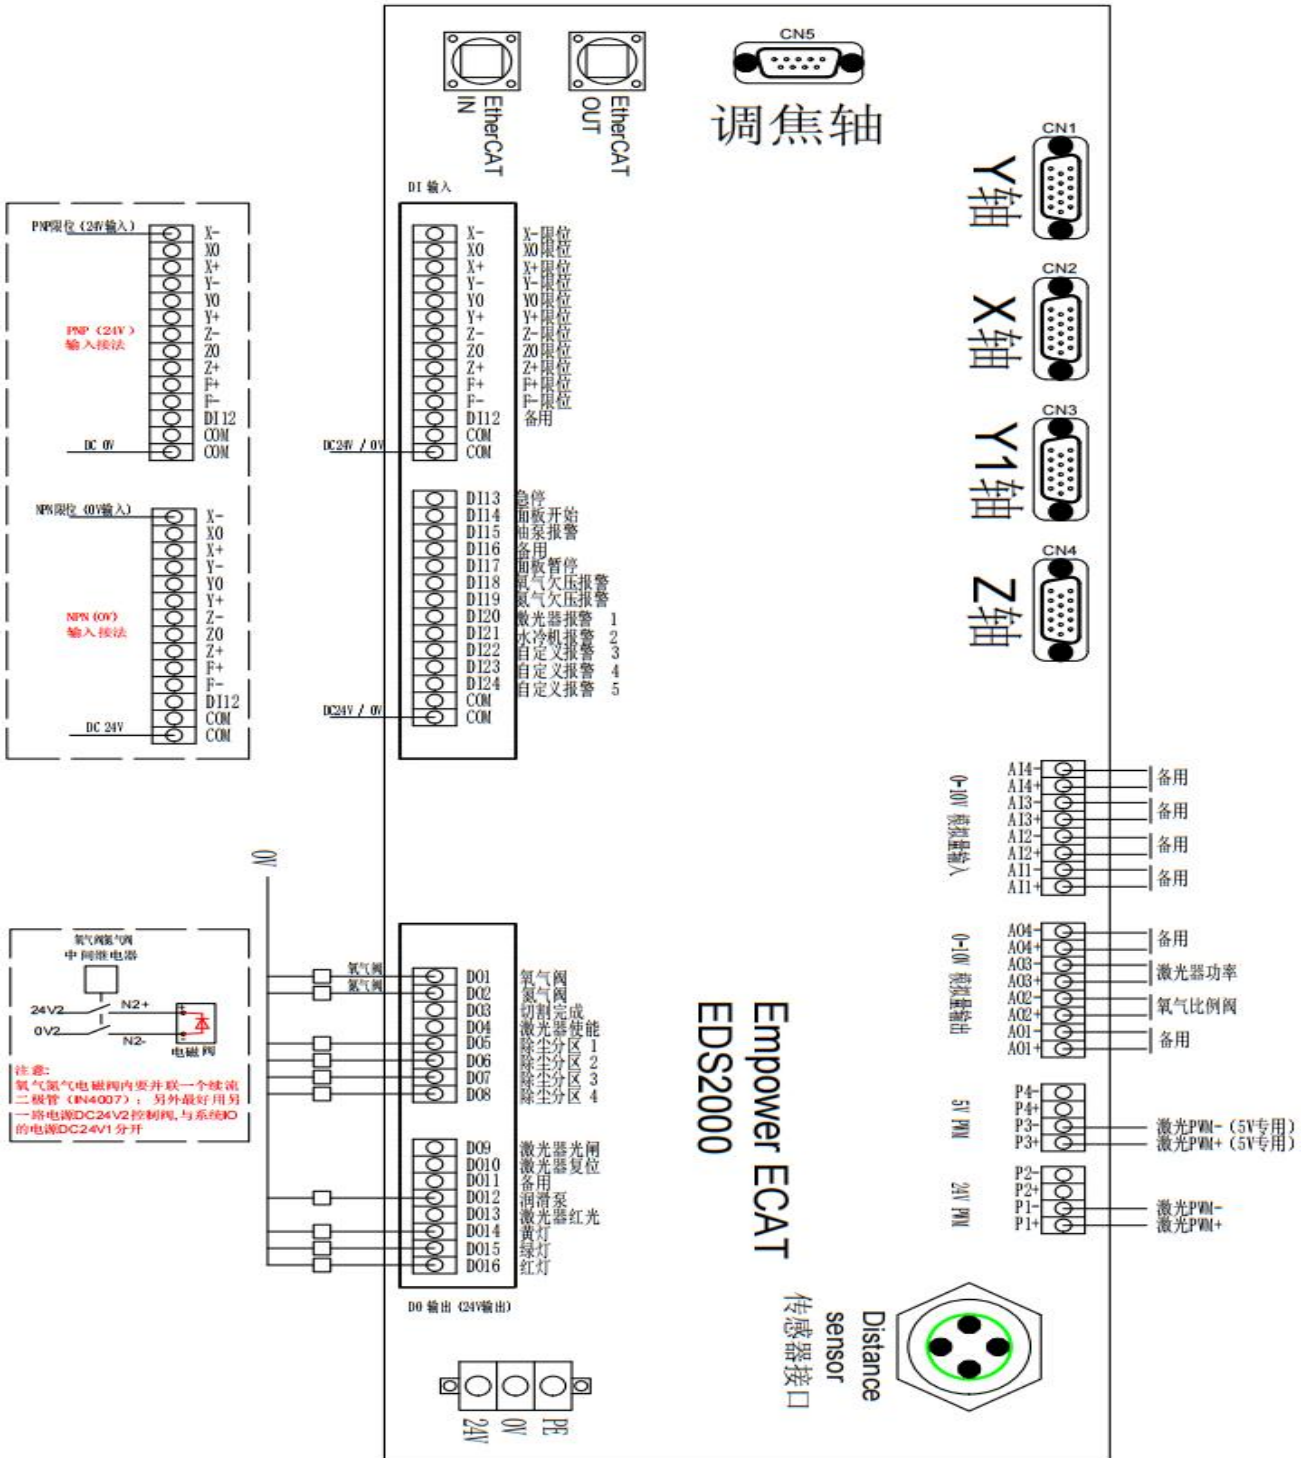 EtherCAT
IN
EtherCAT
OUT
CN5
调焦轴
CN1
Y轴
CN2
X轴
CN3
Y1轴
CN4
Z轴
PNP限位(24V输入)
X-
X0
X+
Y-
Y0
Y+
Z-
Z0
Z+
F+
F-
DI12
COM
COM
PNP(24V)
输入接法
DC 0V
NPN限位(0V输入)
X-
X0
X+
Y-
Y0
Y+
Z-
Z0
Z+
F+
F-
DI12
COM
COM
NPN(0V)
输入接法
DC 24V
DI 输入
X- X-限位
X0 X0限位
X+ X+限位
Y- Y-限位
Y0 Y0限位
Y+ Y+限位
Z- Z-限位
Z0 Z0限位
Z+ Z+限位
F+ F+限位
F- F-限位
DI12 备用
COM
DC24V / 0V COM
DI13 急停
DI14 面板开始
DI15 油泵报警
DI16 备用
DI17 面板暂停
DI18 氧气欠压报警
DI19 氮气欠压报警
DI20 激光器报警 1
DI21 水冷机报警 2
DI22 自定义报警 3
DI23 自定义报警 4
DI24 自定义报警 5
COM
DC24V / 0V COM
AI4- 备用
AI4+
AI3- 备用
AI3+
AI2- 备用
AI2+
AI1- 备用
AI1+
0-10V 模拟量输入
AO4- 备用
AO4+
AO3- 激光器功率
AO3+
AO2- 氧气比例阀
AO2+
AO1- 备用
AO1+
0-10V 模拟量输出
P4-
P4+
P3- 激光PWM-(5V专用)
P3+ 激光PWM+(5V专用)
5V PWM
P2-
P2+
P1- 激光PWM-
P1+ 激光PWM+
24V PWM
0V
氧气阀氮气阀
中间继电器
24V2 N2+
0V2 N2-
电磁阀
注意:
氧气氮气电磁阀内要并联一个续流
二极管(IN4007);另外最好用另
一路电源DC24V2控制阀,与系统IO
的电源DC24V1分开
氧气阀 DO1 氧气阀
氮气阀 DO2 氮气阀
DO3 切割完成
DO4 激光器使能
DO5 除尘分区 1
DO6 除尘分区 2
DO7 除尘分区 3
DO8 除尘分区 4
DO9 激光器光闸
DO10 激光器复位
DO11 备用
DO12 润滑泵
DO13 激光器红光
DO14 黄灯
DO15 绿灯
DO16 红灯
DO 输出(24V输出)
Empower ECAT
EDS2000
Distance
sensor
传感器接口
24V
0V
PE